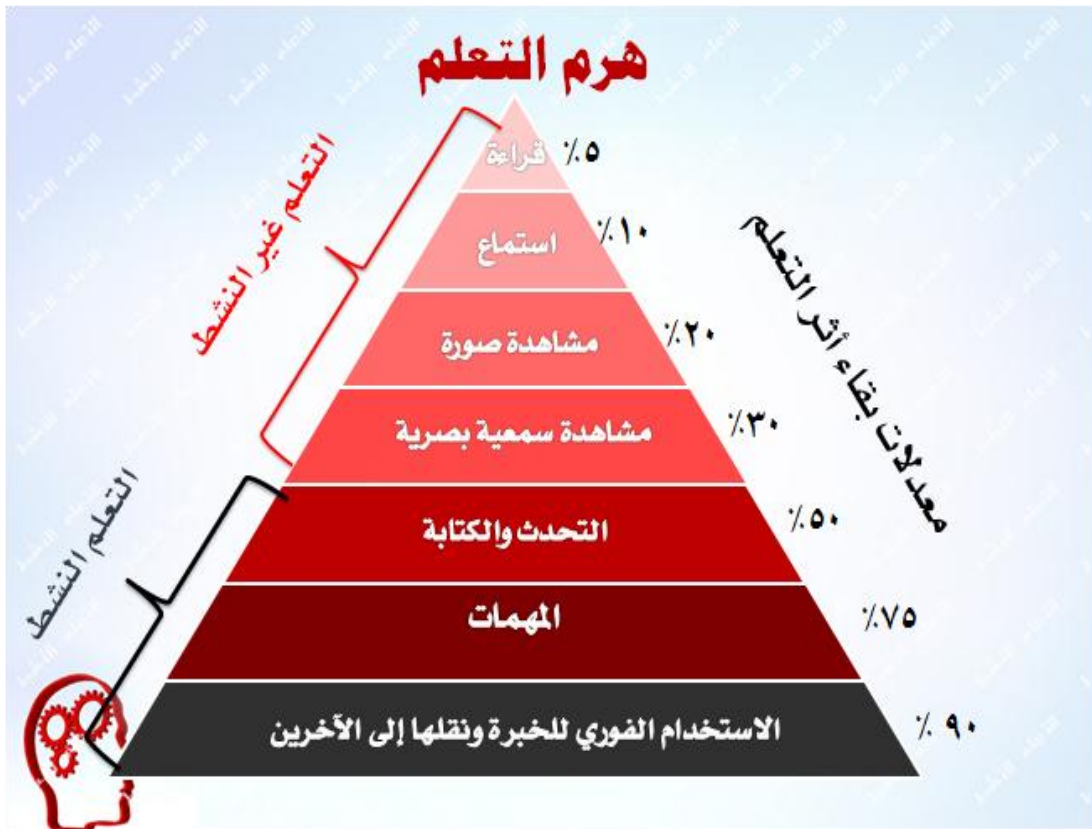 هرم التعلم
قراءة
٥٪
استماع
١٠٪
مشاهدة صورة
٢٠٪
مشاهدة سمعية بصرية
٣٠٪
التحدث والكتابة
٥٠٪
المهمات
٧٥٪
الاستخدام الفوري للخبرة ونقلها إلى الآخرين
٩٠ ٪
معدلات بقاء أثر التعلم
التعلم غير النشط
التعلم النشط